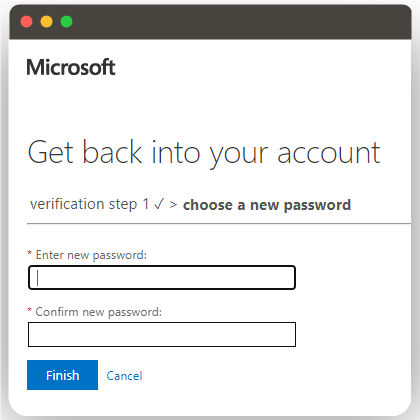 Microsoft
Get back into your account
verification step 1 ✓ > choose a new password
* Enter new password:
* Confirm new password:
Finish Cancel